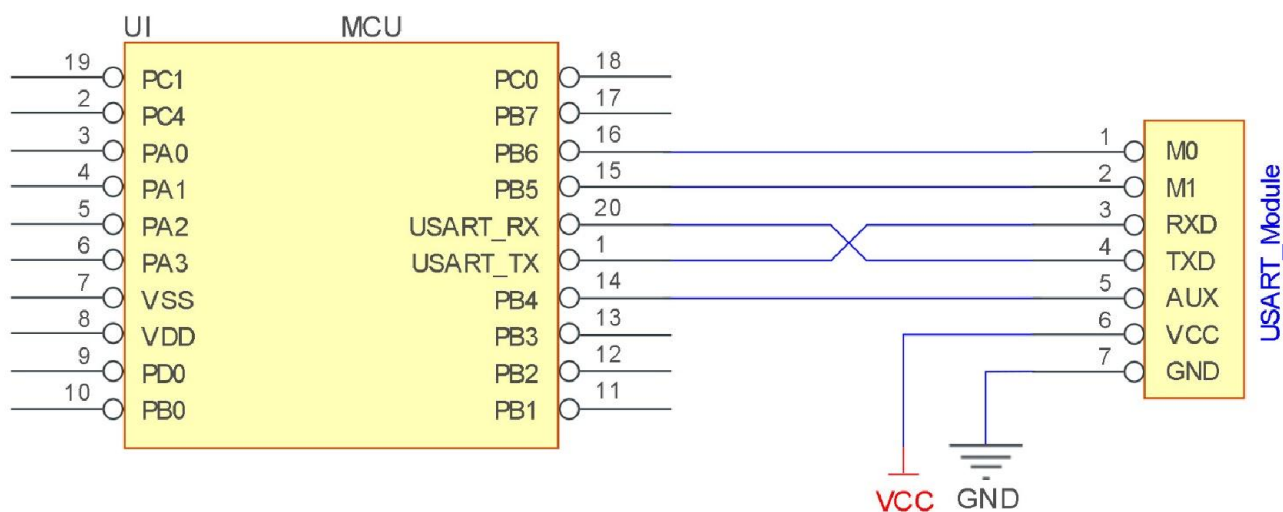 UI MCU
19 PC1 PC0 18
2 PC4 PB7 17
3 PA0 PB6 16 1 M0
4 PA1 PB5 15 2 M1
5 PA2 USART_RX 20 3 RXD
6 PA3 USART_TX 1 4 TXD
7 VSS PB4 14 5 AUX
8 VDD PB3 13 6 VCC
9 PD0 PB2 12 7 GND
10 PB0 PB1 11
USART_Module
VCC GND